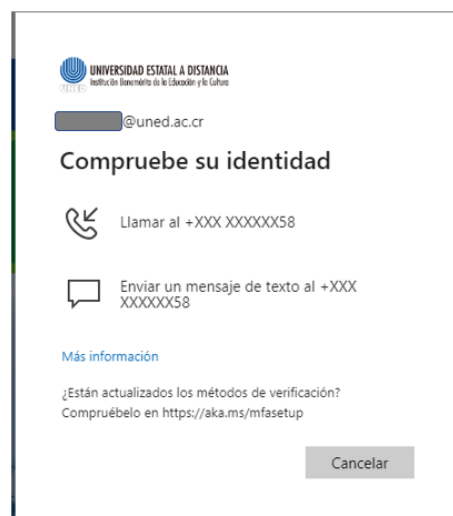 UNIVERSIDAD ESTATAL A DISTANCIA
Institución Benemérita de la Educación y la Cultura
UNED
@uned.ac.cr
Compruebe su identidad
Llamar al +XXX XXXXXX58
Enviar un mensaje de texto al +XXX
XXXXXX58
Más información
¿Están actualizados los métodos de verificación?
Compruébelo en https://aka.ms/mfasetup
Cancelar